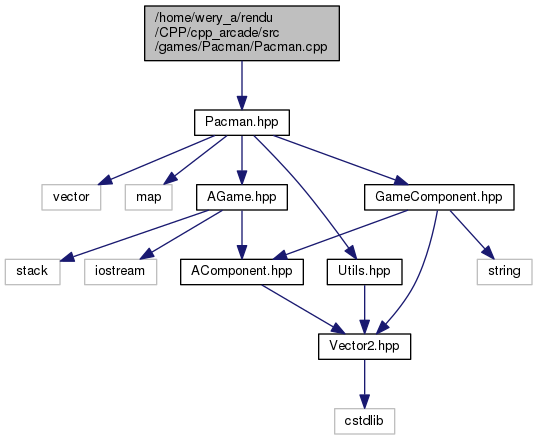 /home/wery_a/rendu
/CPP/cpp_arcade/src
/games/Pacman/Pacman.cpp
Pacman.hpp
vector
map
AGame.hpp
GameComponent.hpp
stack
iostream
AComponent.hpp
Utils.hpp
string
Vector2.hpp
cstdlib